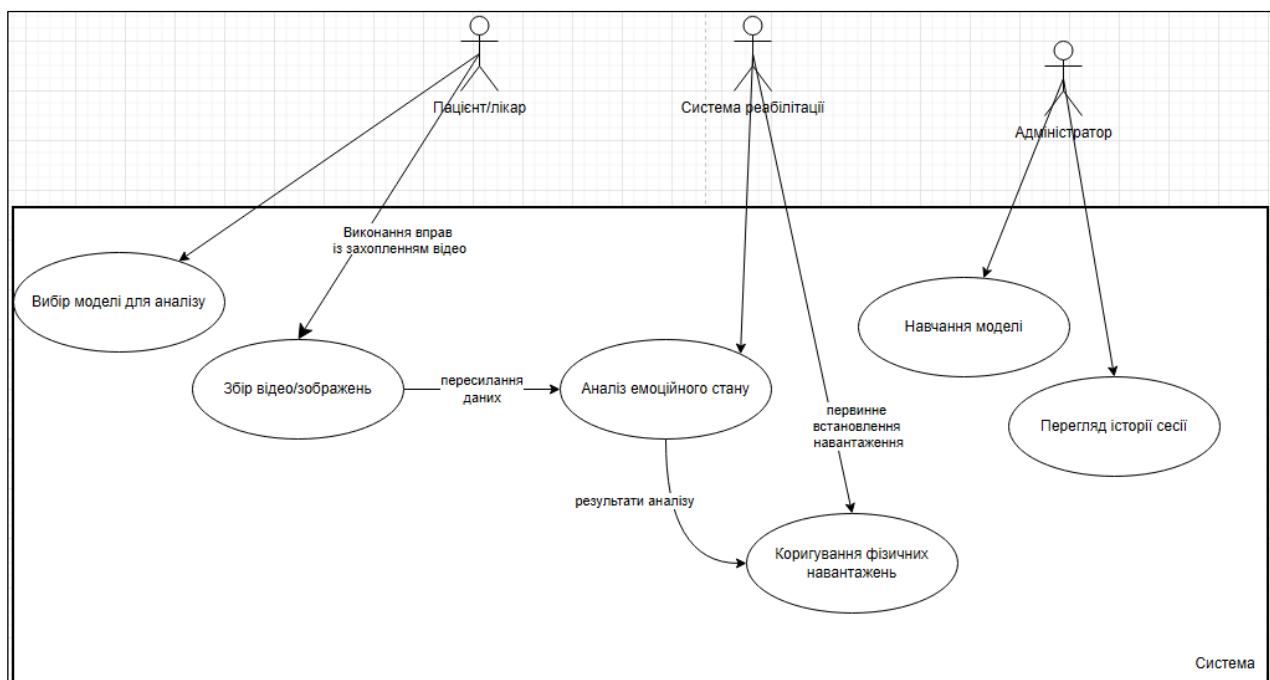 Пацієнт/лікар
Система реабілітації
Адміністратор
Виконання вправ
із захопленням відео
Вибір моделі для аналізу
Навчання моделі
Збір відео/зображень
пересилання
даних
Аналіз емоційного стану
первинне
встановлення
навантаження
Перегляд історії сесії
результати аналізу
Коригування фізичних
навантажень
Система